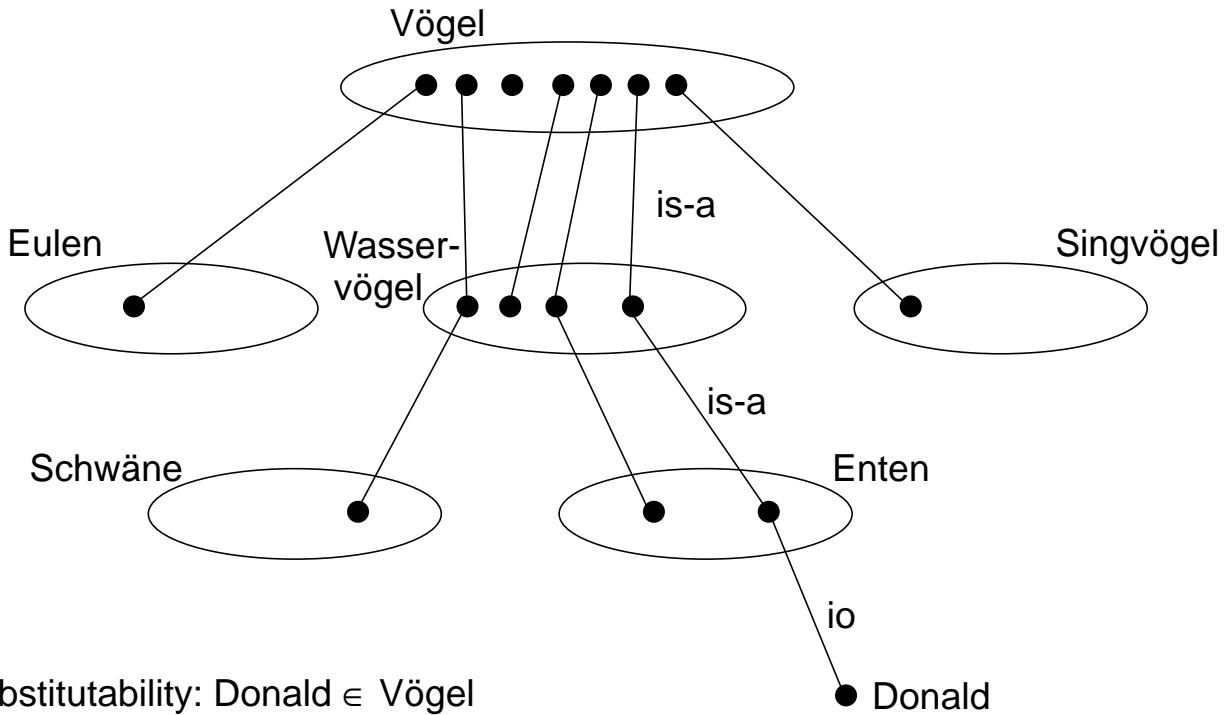 Vögel
is-a
Eulen
Wasser-
vögel
Singvögel
is-a
Schwäne
Enten
io
bstitutability: Donald ∈ Vögel
Donald